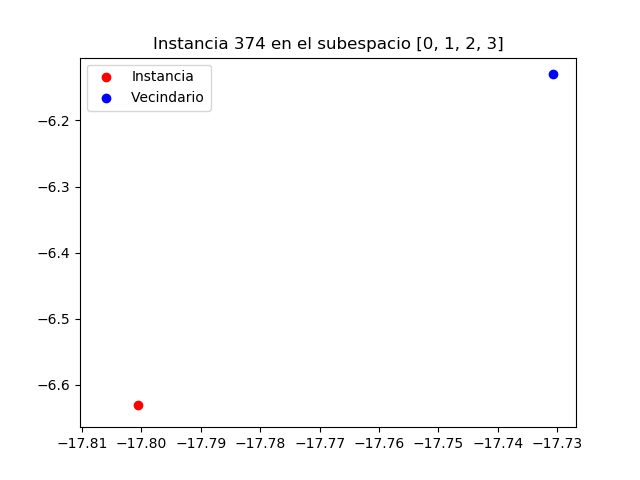 Instancia 374 en el subespacio [0, 1, 2, 3]
Instancia
Vecindario
−6.2
−6.3
−6.4
−6.5
−6.6
−17.81 −17.80 −17.79 −17.78 −17.77 −17.76 −17.75 −17.74 −17.73